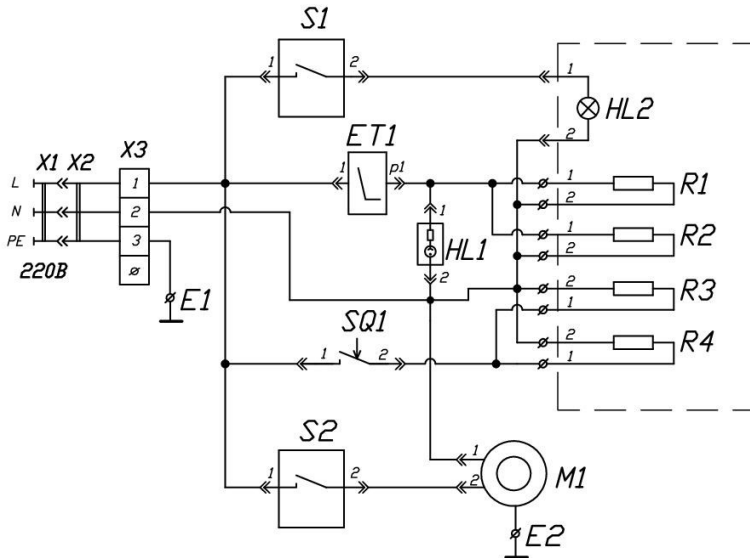 S1
1 2 1
HL2
2
X1 X2 X3
ET1
L 1 1 p1 1 R1
N 2 2
PE 3 1 R2
ø 1 HL1 2
220В 2
E1 2 R3
SQ1 1
1 2 2 R4
1
S2
1 2 1
2 M1
E2